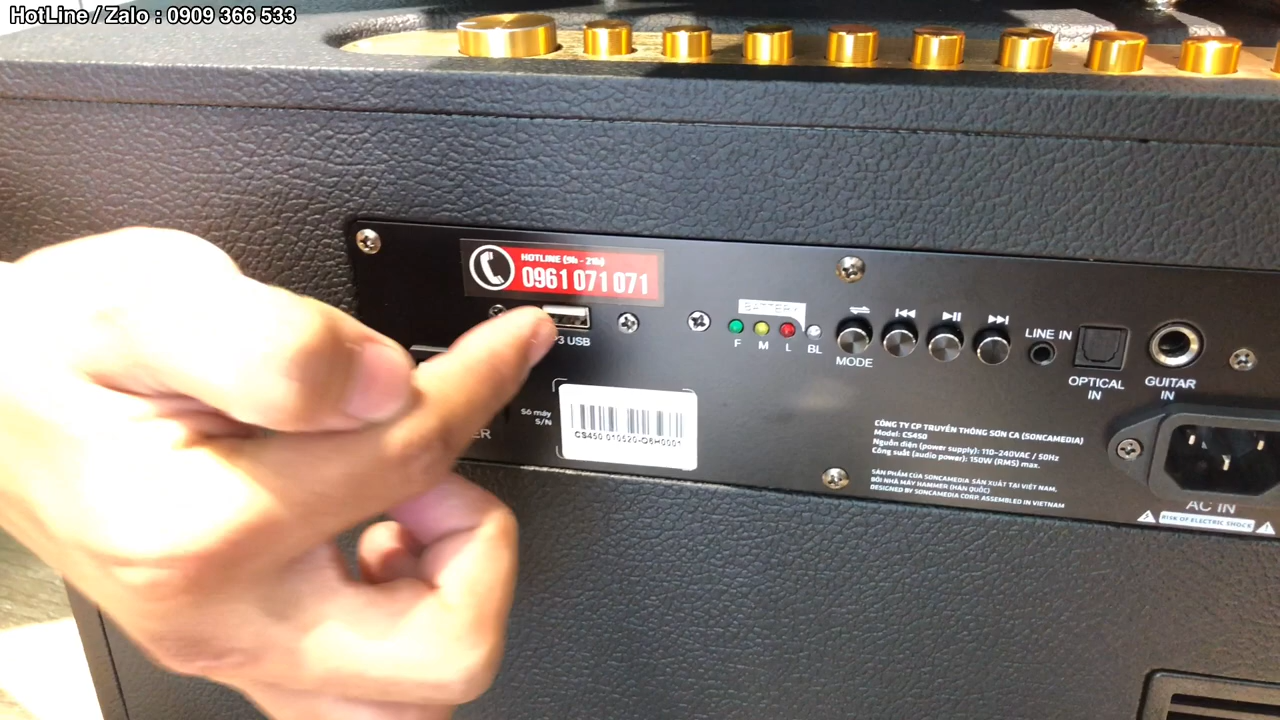 HotLine / Zalo : 0909 366 533
HOTLINE (9h - 21h)
0961 071 071
P3 USB
BATTERY
F M L BL
MODE
LINE IN
OPTICAL IN
GUITAR IN
Số máy
S/N
CS450 010520-D6H0001
ER
CÔNG TY CP TRUYỀN THÔNG SƠN CA (SONCAMEDIA)
Model: CS450
Nguồn điện (power supply): 110-240VAC / 50Hz
Công suất (audio power): 150W (RMS) max.
SẢN PHẨM CỦA SONCAMEDIA SẢN XUẤT TẠI VIỆT NAM,
BỞI NHÀ MÁY HAMMER (HÀN QUỐC)
DESIGNED BY SONCAMEDIA CORP. ASSEMBLED IN VIETNAM
AC IN
RISK OF ELECTRIC SHOCK